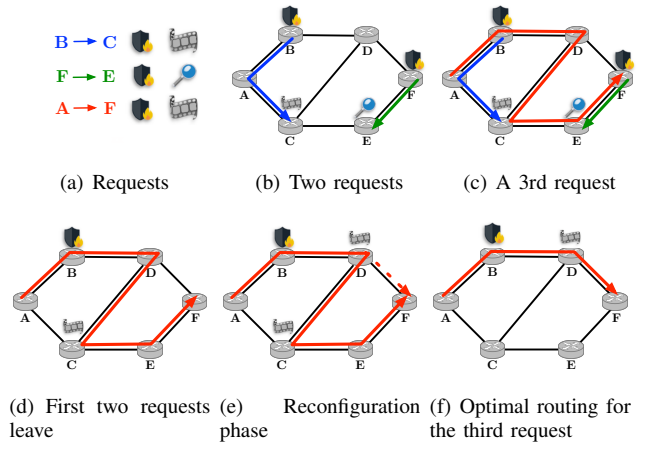 B → C
F → E
A → F
(a) Requests
B
D
A
F
C
E
(b) Two requests
B
D
A
F
C
E
(c) A 3rd request
B
D
A
F
C
E
(d) First two requests
leave
B
D
A
F
C
E
(e) Reconfiguration
phase
B
D
A
F
C
E
(f) Optimal routing for
the third request